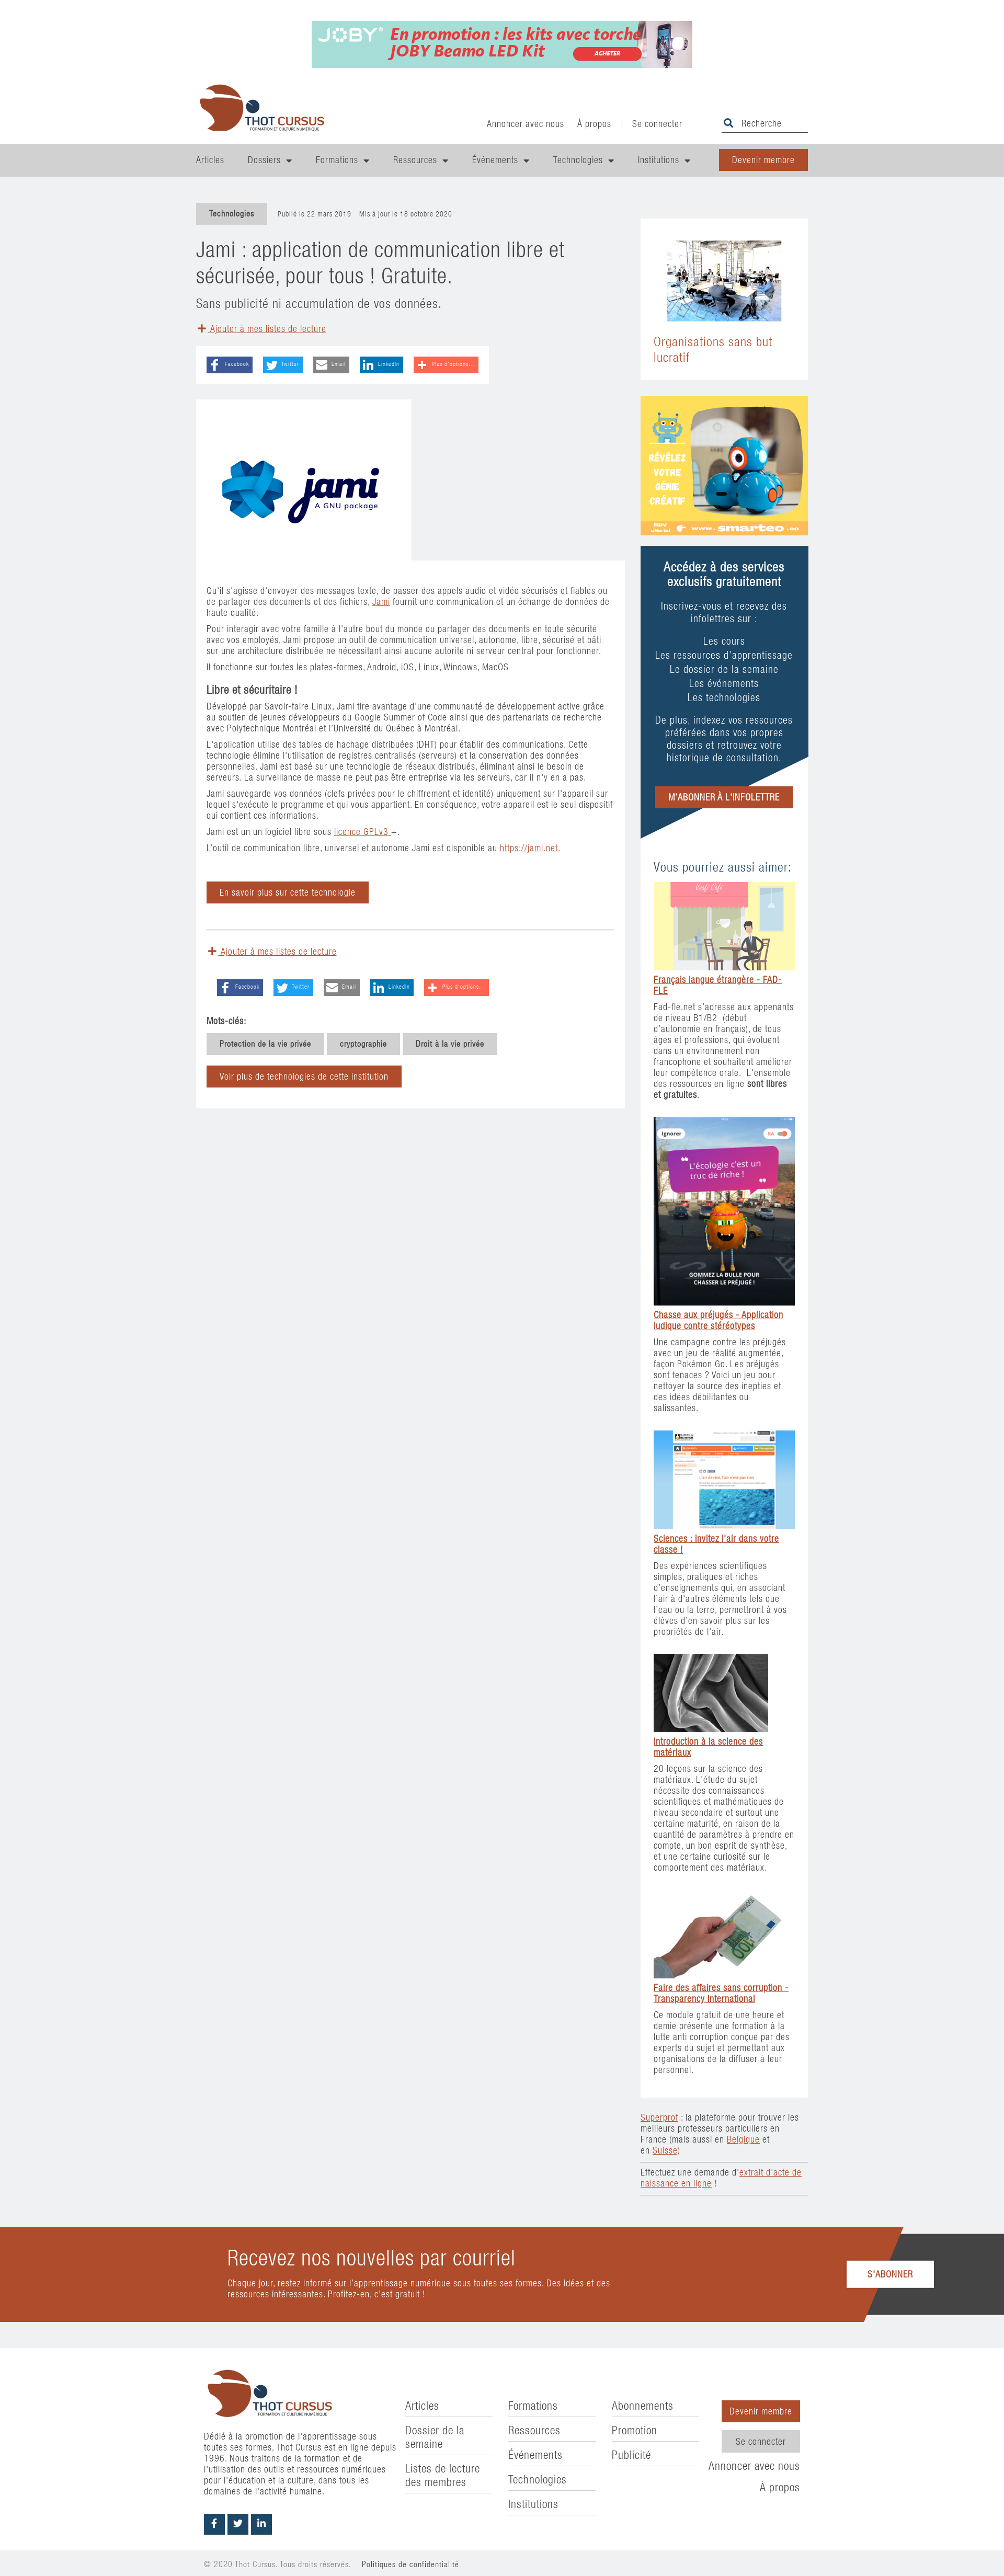 JOBY
En promotion : les kits avec torche
JOBY Beamo LED Kit
ACHETER
THOT CURSUS
FORMATION ET CULTURE NUMÉRIQUES
Annoncer avec nous À propos | Se connecter Recherche
Articles Dossiers Formations Ressources Événements Technologies Institutions Devenir membre
Technologies Publié le 22 mars 2019 Mis à jour le 18 octobre 2020
Jami : application de communication libre et
sécurisée, pour tous ! Gratuite.
Sans publicité ni accumulation de vos données.
Ajouter à mes listes de lecture
Facebook Twitter Email LinkedIn Plus d'options...
jami
A GNU package
Qu'il s'agisse d'envoyer des messages texte, de passer des appels audio et vidéo sécurisés et fiables ou
de partager des documents et des fichiers, Jami fournit une communication et un échange de données de
haute qualité.
Pour interagir avec votre famille à l'autre bout du monde ou partager des documents en toute sécurité
avec vos employés, Jami propose un outil de communication universel, autonome, libre, sécurisé et bâti
sur une architecture distribuée ne nécessitant ainsi aucune autorité ni serveur central pour fonctionner.
Il fonctionne sur toutes les plates-formes, Android, iOS, Linux, Windows, MacOS
Libre et sécuritaire !
Développé par Savoir-faire Linux, Jami tire avantage d'une communauté de développement active grâce
au soutien de jeunes développeurs du Google Summer of Code ainsi que des partenariats de recherche
avec Polytechnique Montréal et l'Université du Québec à Montréal.
L'application utilise des tables de hachage distribuées (DHT) pour établir des communications. Cette
technologie élimine l'utilisation de registres centralisés (serveurs) et la conservation des données
personnelles. Jami est basé sur une technologie de réseaux distribués, éliminant ainsi le besoin de
serveurs. La surveillance de masse ne peut pas être entreprise via les serveurs, car il n'y en a pas.
Jami sauvegarde vos données (clefs privées pour le chiffrement et identité) uniquement sur l'appareil sur
lequel s'exécute le programme et qui vous appartient. En conséquence, votre appareil est le seul dispositif
qui contient ces informations.
Jami est un un logiciel libre sous licence GPLv3 +.
L'outil de communication libre, universel et autonome Jami est disponible au https://jami.net.
En savoir plus sur cette technologie
Ajouter à mes listes de lecture
Facebook Twitter Email LinkedIn Plus d'options...
Mots-clés:
Protection de la vie privée cryptographie Droit à la vie privée
Voir plus de technologies de cette institution
Organisations sans but
lucratif
RÉVÉLEZ
VOTRE
GÉNIE
CRÉATIF
RDV
www.smarteo.co
Accédez à des services
exclusifs gratuitement
Inscrivez-vous et recevez des
infolettres sur :
Les cours
Les ressources d'apprentissage
Le dossier de la semaine
Les événements
Les technologies
De plus, indexez vos ressources
préférées dans vos propres
dossiers et retrouvez votre
historique de consultation.
M'ABONNER À L'INFOLETTRE
Vous pourriez aussi aimer:
Français langue étrangère - FAD-
FLE
Fad-fle.net s'adresse aux apprenants
de niveau B1/B2 (début
d'autonomie en français), de tous
âges et professions, qui évoluent
dans un environnement non
francophone et souhaitent améliorer
leur compétence orale. L'ensemble
des ressources en ligne sont libres
et gratuites.
Ignorer
RA
L'écologie c'est un
truc de riche !
GOMMEZ LA BULLE POUR
CHASSER LE PRÉJUGÉ !
Chasse aux préjugés - Application
ludique contre stéréotypes
Une campagne contre les préjugés
avec un jeu de réalité augmentée,
façon Pokémon Go. Les préjugés
sont tenaces ? Voici un jeu pour
nettoyer la source des inepties et
des idées débilitantes ou
salissantes.
Sciences : invitez l'air dans votre
classe !
Des expériences scientifiques
simples, pratiques et riches
d'enseignements qui, en associant
l'air à d'autres éléments tels que
l'eau ou la terre, permettront à vos
élèves d'en savoir plus sur les
propriétés de l'air.
Introduction à la science des
matériaux
20 leçons sur la science des
matériaux. L'étude du sujet
nécessite des connaissances
scientifiques et mathématiques de
niveau secondaire et surtout une
certaine maturité, en raison de la
quantité de paramètres à prendre en
compte, un bon esprit de synthèse,
et une certaine curiosité sur le
comportement des matériaux.
Faire des affaires sans corruption -
Transparency International
Ce module gratuit de une heure et
demie présente une formation à la
lutte anti corruption conçue par des
experts du sujet et permettant aux
organisations de la diffuser à leur
personnel.
Superprof : la plateforme pour trouver les
meilleurs professeurs particuliers en
France (mais aussi en Belgique et
en Suisse)
Effectuez une demande d'extrait d'acte de
naissance en ligne !
Recevez nos nouvelles par courriel
Chaque jour, restez informé sur l'apprentissage numérique sous toutes ses formes. Des idées et des
ressources intéressantes. Profitez-en, c'est gratuit !
S'ABONNER
THOT CURSUS
FORMATION ET CULTURE NUMÉRIQUES
Dédié à la promotion de l'apprentissage sous
toutes ses formes, Thot Cursus est en ligne depuis
1996. Nous traitons de la formation et de
l'utilisation des outils et ressources numériques
pour l'éducation et la culture, dans tous les
domaines de l'activité humaine.
Articles
Dossier de la
semaine
Listes de lecture
des membres
Formations
Ressources
Événements
Technologies
Institutions
Abonnements
Promotion
Publicité
Devenir membre
Se connecter
Annoncer avec nous
À propos
© 2020 Thot Cursus. Tous droits réservés. Politiques de confidentialité